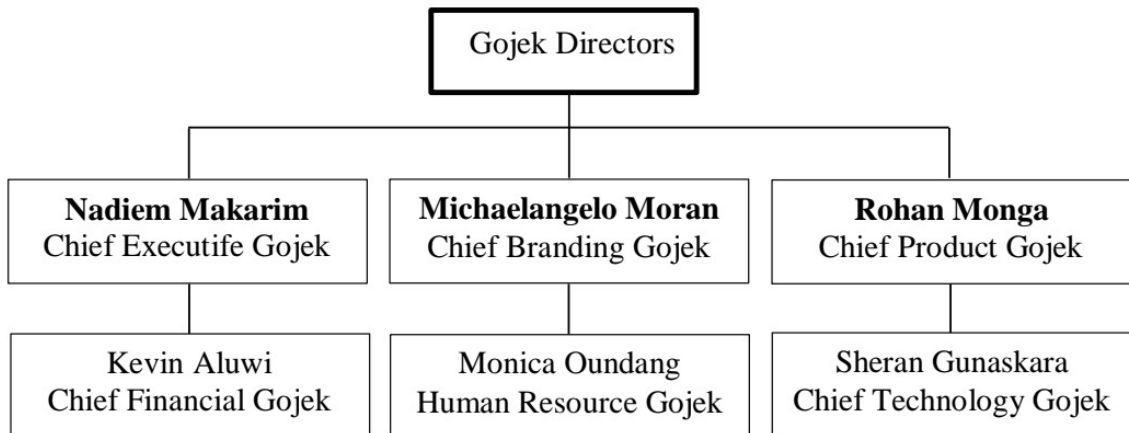 Gojek Directors
Nadiem Makarim
Chief Executife Gojek
Michaelangelo Moran
Chief Branding Gojek
Rohan Monga
Chief Product Gojek
Kevin Aluwi
Chief Financial Gojek
Monica Oundang
Human Resource Gojek
Sheran Gunaskara
Chief Technology Gojek